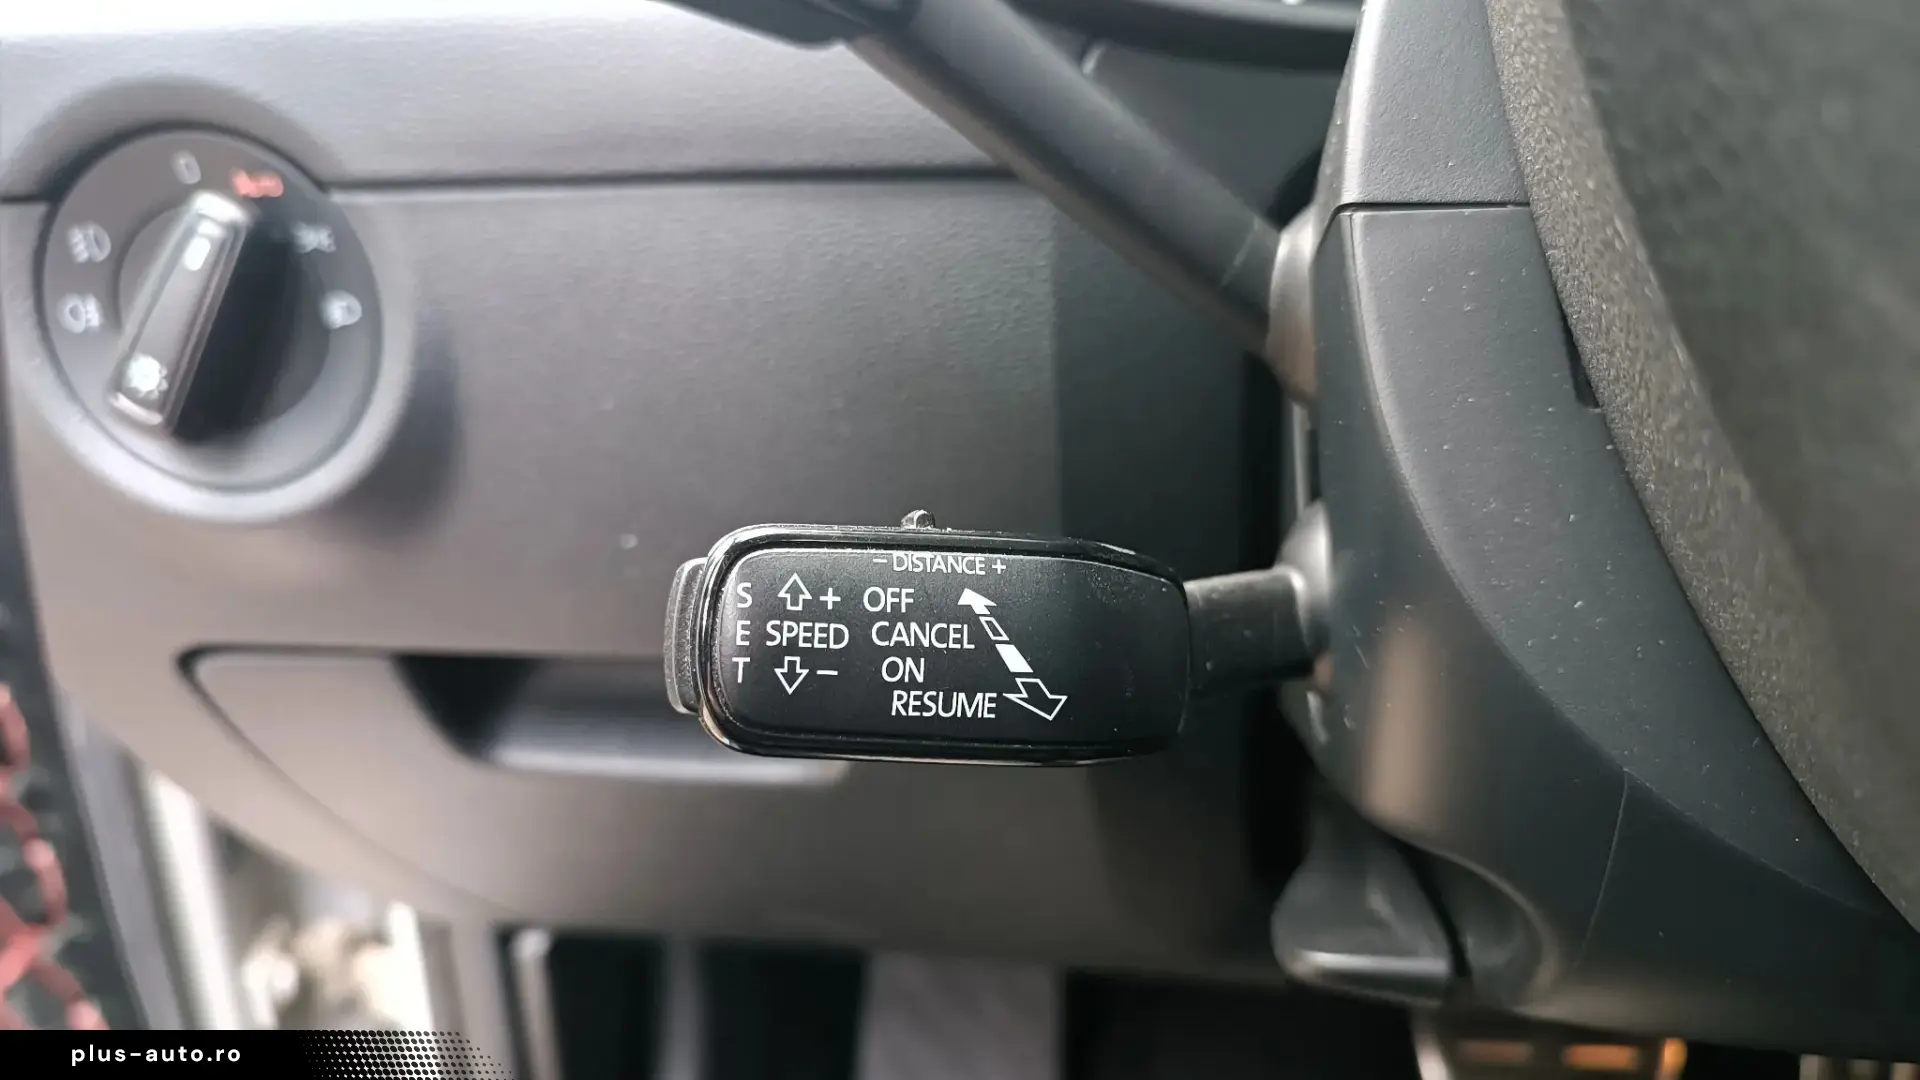 Auto
- DISTANCE +
S + OFF
E SPEED CANCEL
T - ON
RESUME
plus-auto.ro